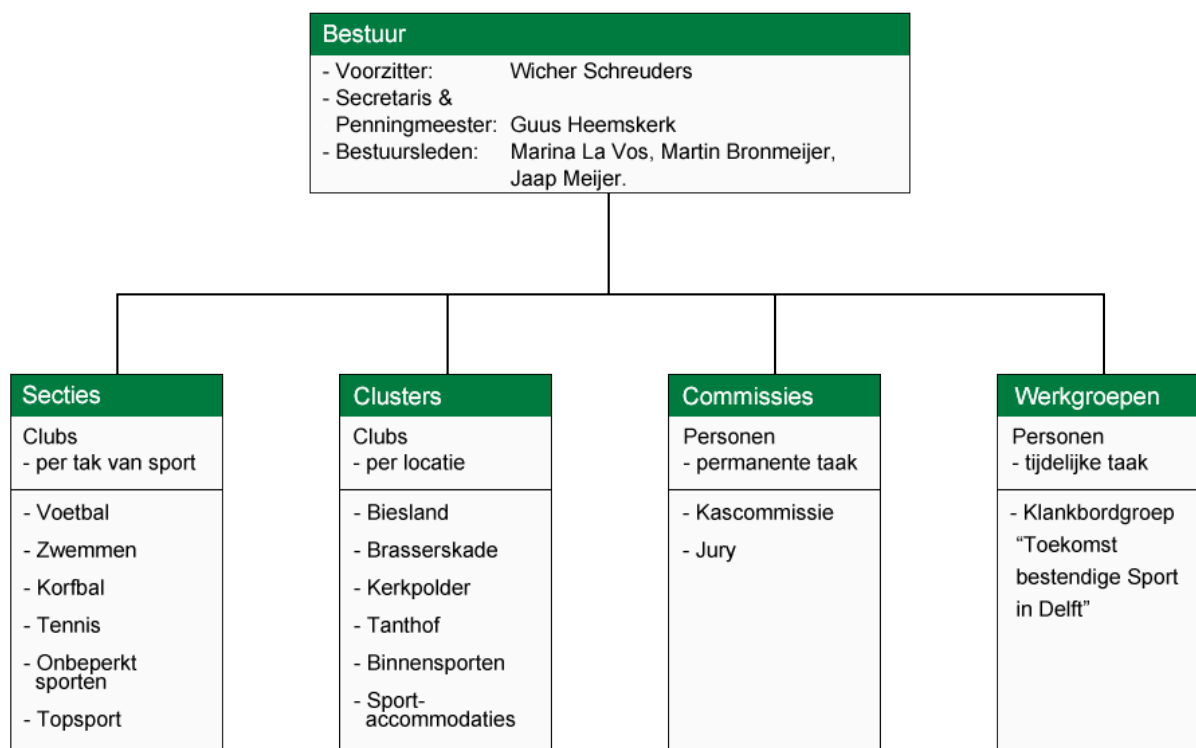 Bestuur
- Voorzitter: Wicher Schreuders
- Secretaris &
Penningmeester: Guus Heemskerk
- Bestuursleden: Marina La Vos, Martin Bronmeijer,
Jaap Meijer.
Secties
Clubs
- per tak van sport
- Voetbal
- Zwemmen
- Korfbal
- Tennis
- Onbeperkt
sporten
- Topsport
Clusters
Clubs
- per locatie
- Biesland
- Brasserskade
- Kerkpolder
- Tanthof
- Binnensporten
- Sport-
accommodaties
Commissies
Personen
- permanente taak
- Kascommissie
- Jury
Werkgroepen
Personen
- tijdelijke taak
- Klankbordgroep
“Toekomst
bestendige Sport
in Delft”